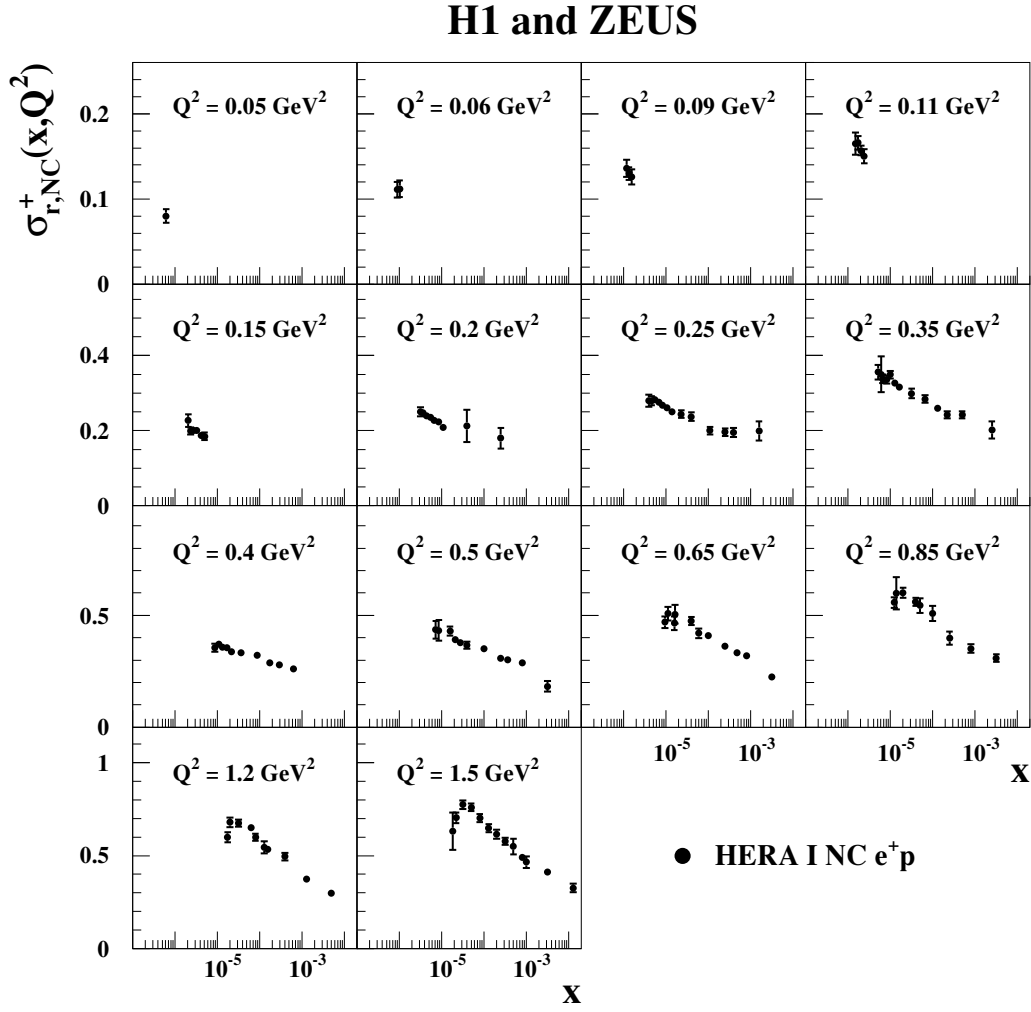 H1 and ZEUS
σ⁺r,NC(x,Q²)
Q² = 0.05 GeV²
Q² = 0.06 GeV²
Q² = 0.09 GeV²
Q² = 0.11 GeV²
0.2
0.1
0
Q² = 0.15 GeV²
Q² = 0.2 GeV²
Q² = 0.25 GeV²
Q² = 0.35 GeV²
0.4
0.2
0
Q² = 0.4 GeV²
Q² = 0.5 GeV²
Q² = 0.65 GeV²
Q² = 0.85 GeV²
0.5
0
10⁻⁵ 10⁻³ 10⁻⁵ 10⁻³
x
Q² = 1.2 GeV²
Q² = 1.5 GeV²
1
0.5
0
HERA I NC e⁺p
10⁻⁵ 10⁻³ 10⁻⁵ 10⁻³
x